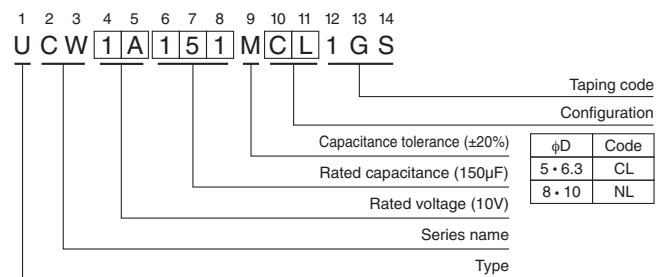 1 2 3 4 5 6 7 8 9 10 11 12 13 14
U C W 1 A 1 5 1 M C L 1 G S
Taping code
Configuration
Capacitance tolerance (±20%)
Rated capacitance (150µF)
Rated voltage (10V)
Series name
Type
ϕD Code
5 • 6.3 CL
8 • 10 NL